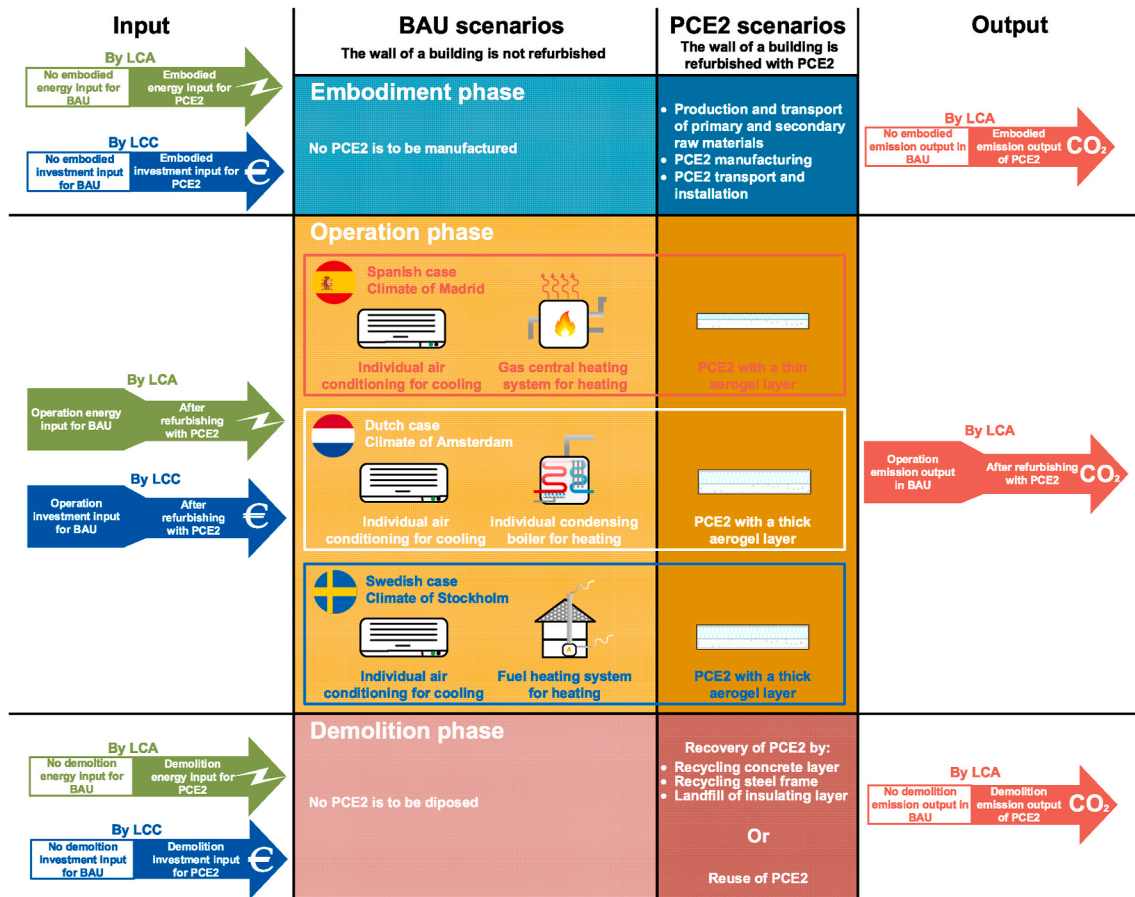 Input
BAU scenarios
The wall of a building is not refurbished
PCE2 scenarios
The wall of a building is
refurbished with PCE2
Output
By LCA
No embodied
energy input for
BAU
Embodied
energy input for
PCE2
By LCC
No embodied
investment input
for BAU
Embodied
investment input for
PCE2
€
Embodiment phase
No PCE2 is to be manufactured
• Production and transport
of primary and secondary
raw materials
• PCE2 manufacturing
• PCE2 transport and
installation
By LCA
No embodied
emission output in
BAU
Embodied
emission output
of PCE2
CO₂
Operation phase
By LCA
Operation energy
input for BAU
After
refurbishing
with PCE2
By LCC
Operation
investment input
for BAU
After
refurbishing
with PCE2
€
Spanish case
Climate of Madrid
Individual air
conditioning for cooling
Gas central heating
system for heating
PCE2 with a thin
aerogel layer
Dutch case
Climate of Amsterdam
Individual air
conditioning for cooling
individual condensing
boiler for heating
PCE2 with a thick
aerogel layer
Swedish case
Climate of Stockholm
Individual air
conditioning for cooling
Fuel heating system
for heating
PCE2 with a thick
aerogel layer
By LCA
Operation
emission output
in BAU
After refurbishing
with PCE2
CO₂
Demolition phase
By LCA
No demolition
energy input for
BAU
Demolition
energy input for
PCE2
By LCC
No demoltion
investment input
for BAU
Demolition
investment input
for PCE2
€
No PCE2 is to be diposed
Recovery of PCE2 by:
• Recycling concrete layer
• Recycling steel frame
• Landfill of insulating layer
Or
Reuse of PCE2
By LCA
No demolition
emission output in
BAU
Demolition
emission output
of PCE2
CO₂